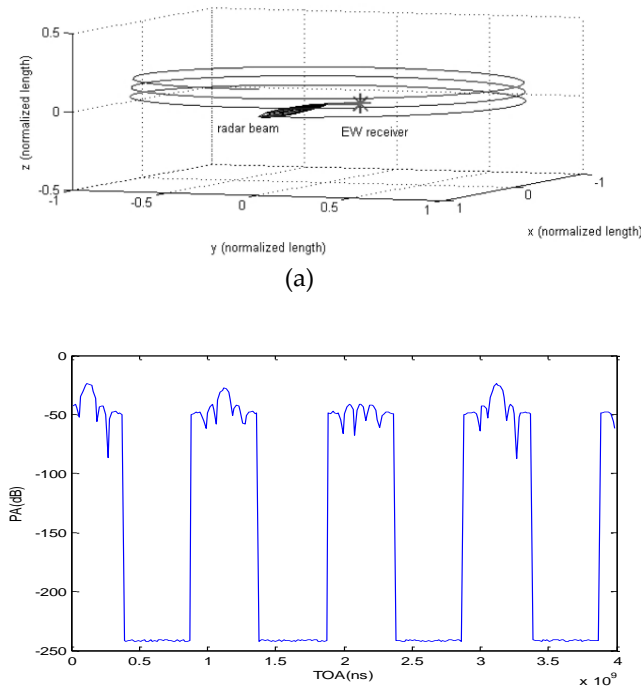 0.5
0
-0.5
z (normalized length)
radar beam
EW receiver
-1
-0.5
0
0.5
1
y (normalized length)
1
0
-1
x (normalized length)
(a)
0
-50
-100
-150
-200
-250
PA(dB)
0
0.5
1
1.5
2
2.5
3
3.5
4
TOA(ns)
x 10^9